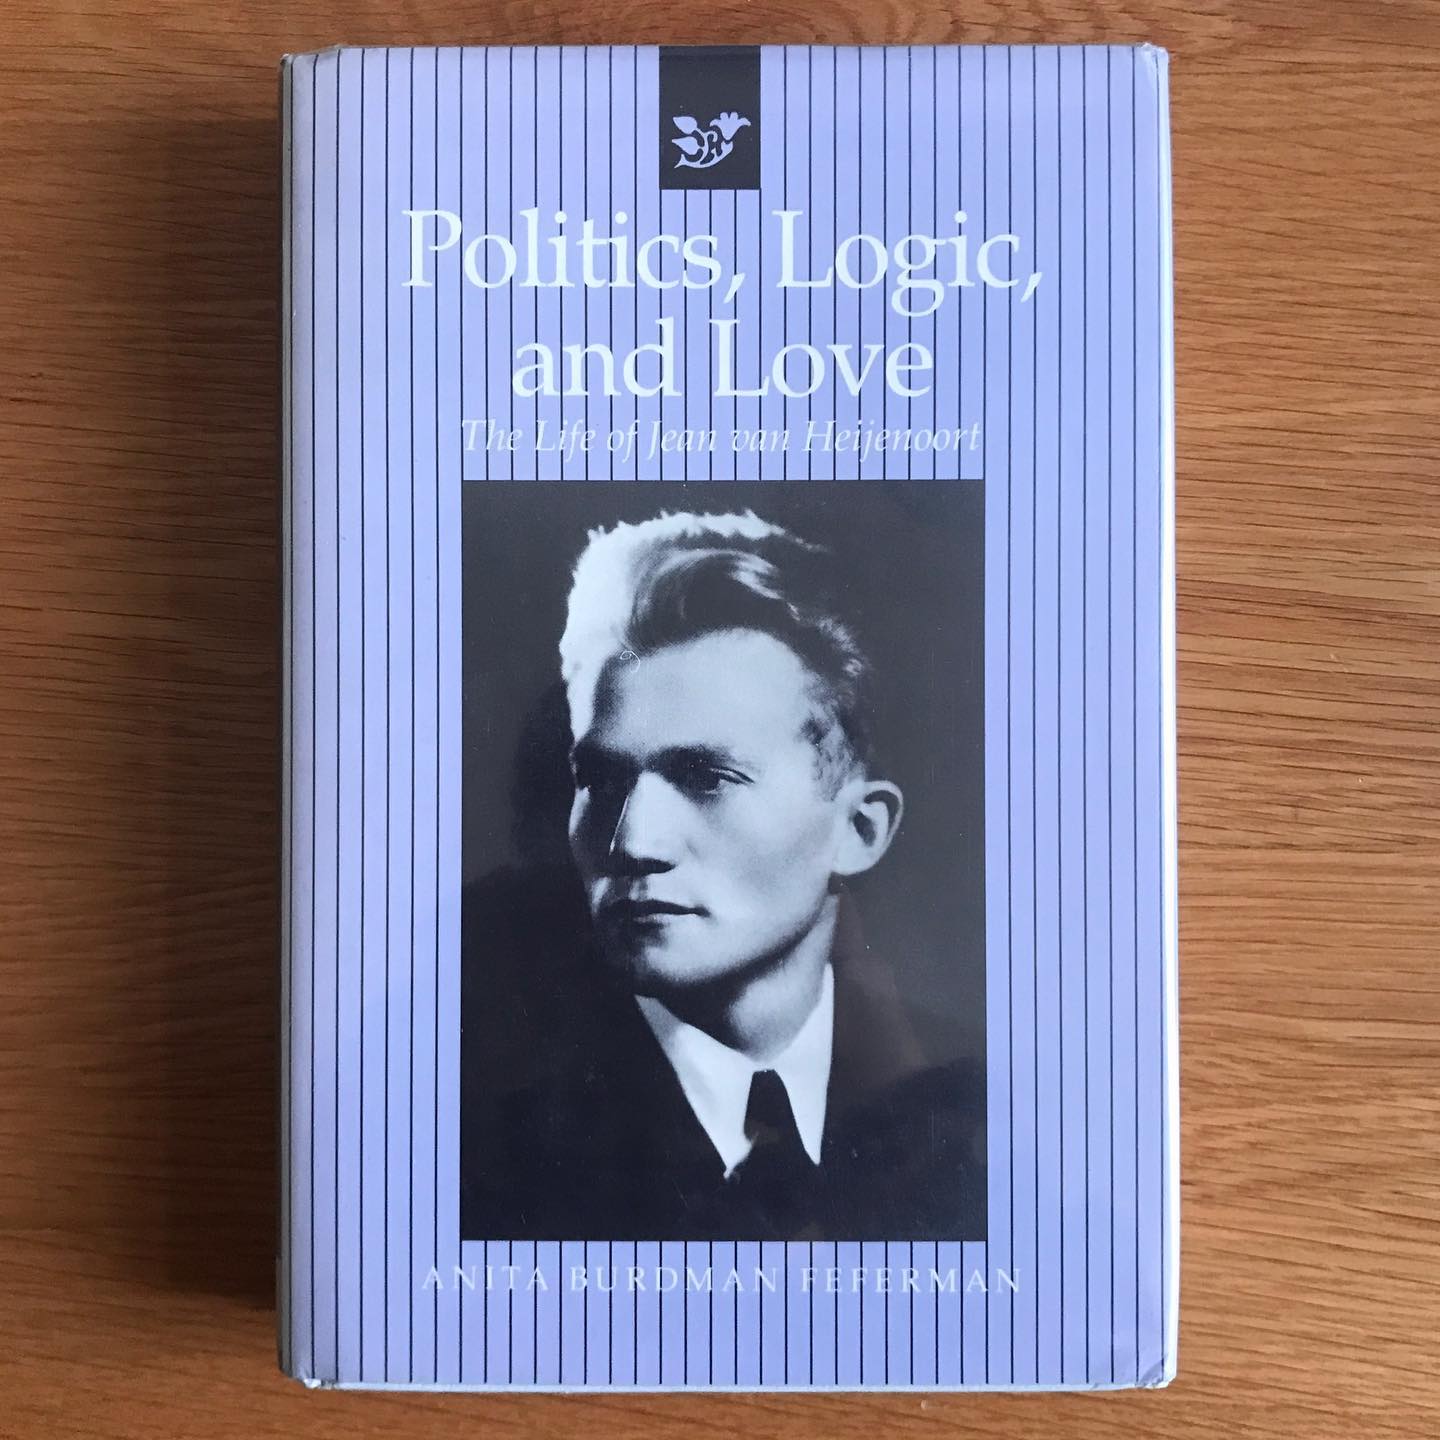 Politics, Logic,
and Love
The Life of Jean van Heijenoort
ANITA BURDMAN FEFERMAN